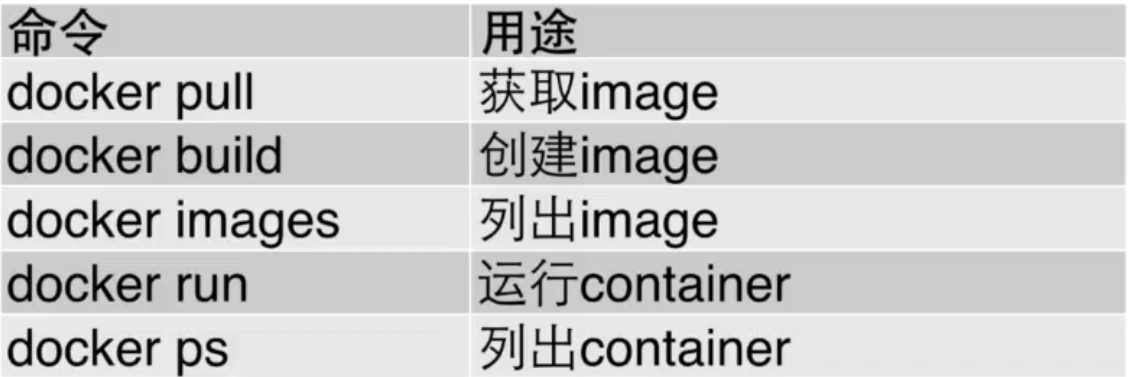 命令 用途
docker pull 获取image
docker build 创建image
docker images 列出image
docker run 运行container
docker ps 列出container